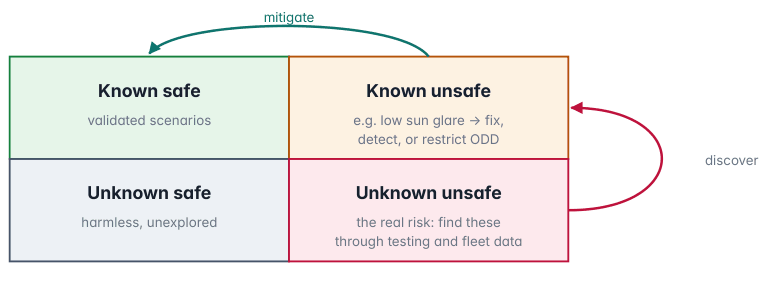 mitigate
Known safe
validated scenarios
Known unsafe
e.g. low sun glare → fix,
detect, or restrict ODD
discover
Unknown safe
harmless, unexplored
Unknown unsafe
the real risk: find these
through testing and fleet data